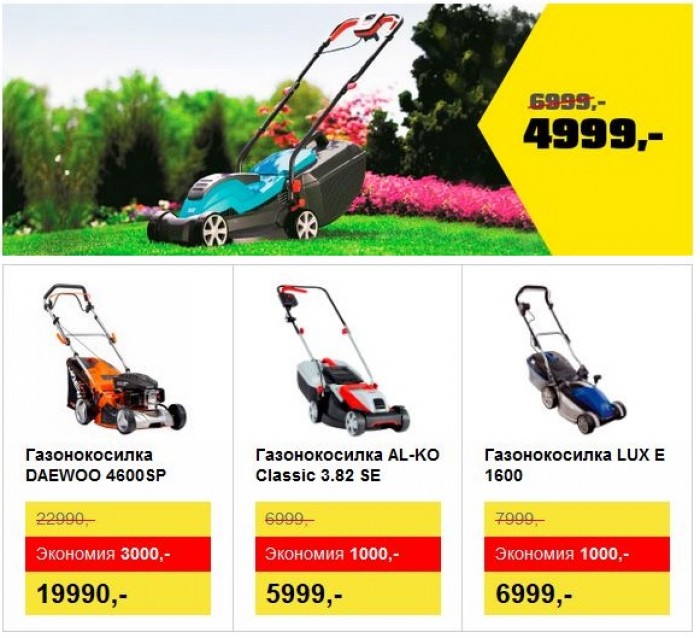 6999,-
4999,-
Газонокосилка
DAEWOO 4600SP
22990,-
Экономия 3000,-
19990,-
Газонокосилка AL-KO
Classic 3.82 SE
6999,-
Экономия 1000,-
5999,-
Газонокосилка LUX E
1600
7999,-
Экономия 1000,-
6999,-